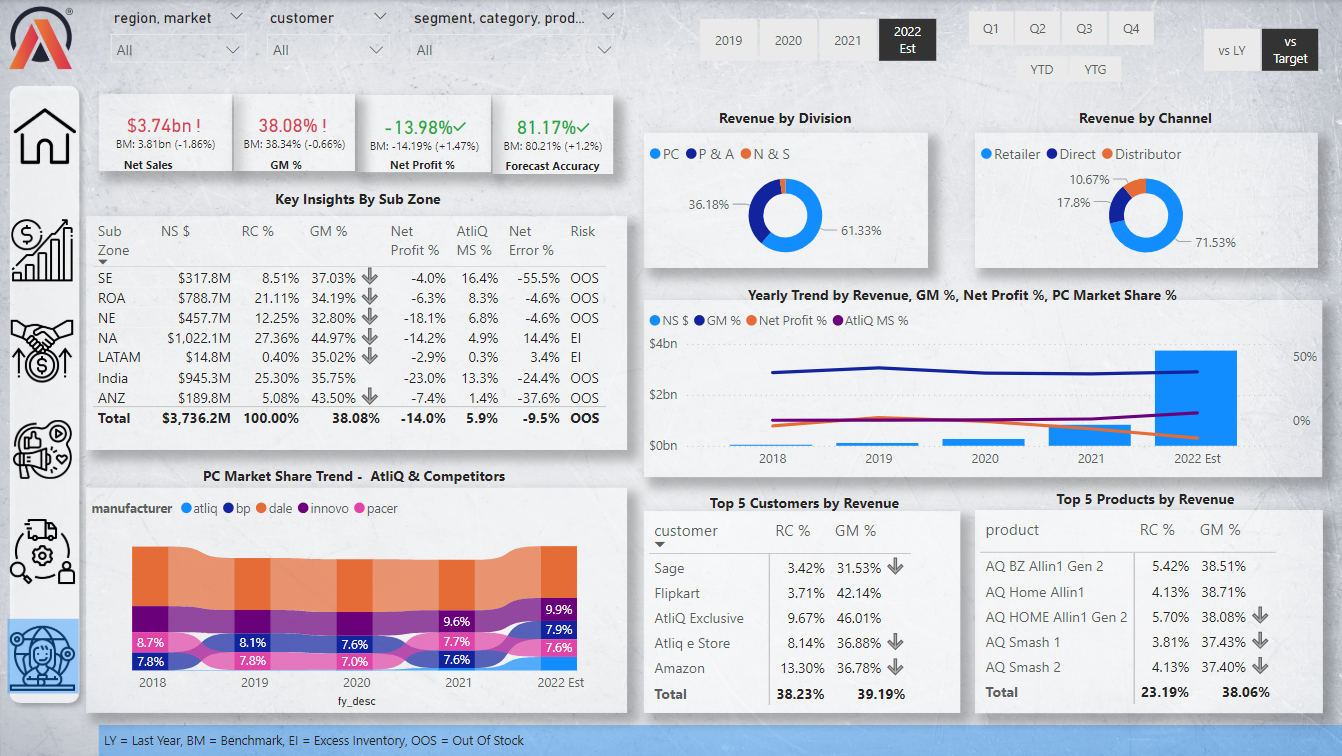 ®
region, market
customer
segment, category, prod...
All
All
All
2019
2020
2021
2022
Est
Q1
Q2
Q3
Q4
YTD
YTG
vs LY
vs
Target
$3.74bn !
BM: 3.81bn (-1.86%)
Net Sales
38.08% !
BM: 38.34% (-0.66%)
GM %
-13.98%✓
BM: -14.19% (+1.47%)
Net Profit %
81.17%✓
BM: 80.21% (+1.2%)
Forecast Accuracy
Key Insights By Sub Zone
Sub Zone NS $ RC % GM % Net Profit % AtliQ MS % Net Error % Risk
SE $317.8M 8.51% 37.03% -4.0% 16.4% -55.5% OOS
ROA $788.7M 21.11% 34.19% -6.3% 8.3% -4.6% OOS
NE $457.7M 12.25% 32.80% -18.1% 6.8% -4.6% OOS
NA $1,022.1M 27.36% 44.97% -14.2% 4.9% 14.4% EI
LATAM $14.8M 0.40% 35.02% -2.9% 0.3% 3.4% EI
India $945.3M 25.30% 35.75% -23.0% 13.3% -24.4% OOS
ANZ $189.8M 5.08% 43.50% -7.4% 1.4% -37.6% OOS
Total $3,736.2M 100.00% 38.08% -14.0% 5.9% -9.5% OOS
Revenue by Division
PC P & A N & S
36.18%
61.33%
Revenue by Channel
Retailer Direct Distributor
10.67%
17.8%
71.53%
Yearly Trend by Revenue, GM %, Net Profit %, PC Market Share %
NS $ GM % Net Profit % AtliQ MS %
$4bn
$2bn
$0bn
50%
0%
2018 2019 2020 2021 2022 Est
PC Market Share Trend - AtliQ & Competitors
manufacturer atliq bp dale innovo pacer
8.7%
7.8%
8.1%
7.8%
7.6%
7.0%
9.6%
7.7%
7.6%
9.9%
7.9%
7.6%
2018 2019 2020 2021 2022 Est
fy_desc
Top 5 Customers by Revenue
customer RC % GM %
Sage 3.42% 31.53%
Flipkart 3.71% 42.14%
AtliQ Exclusive 9.67% 46.01%
Atliq e Store 8.14% 36.88%
Amazon 13.30% 36.78%
Total 38.23% 39.19%
Top 5 Products by Revenue
product RC % GM %
AQ BZ Allin1 Gen 2 5.42% 38.51%
AQ Home Allin1 4.13% 38.71%
AQ HOME Allin1 Gen 2 5.70% 38.08%
AQ Smash 1 3.81% 37.43%
AQ Smash 2 4.13% 37.40%
Total 23.19% 38.06%
LY = Last Year, BM = Benchmark, EI = Excess Inventory, OOS = Out Of Stock